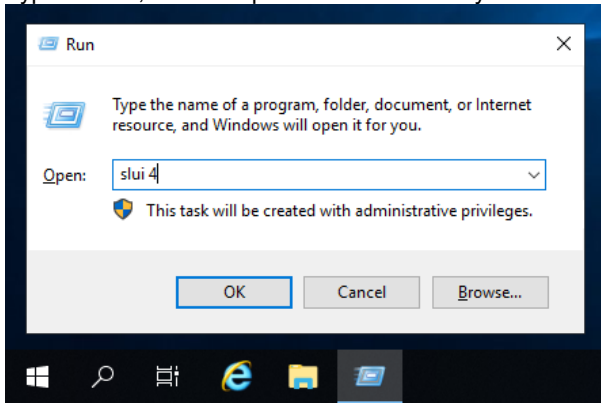 Run
Type the name of a program, folder, document, or Internet
resource, and Windows will open it for you.
Open:
slui 4
This task will be created with administrative privileges.
OK
Cancel
Browse...